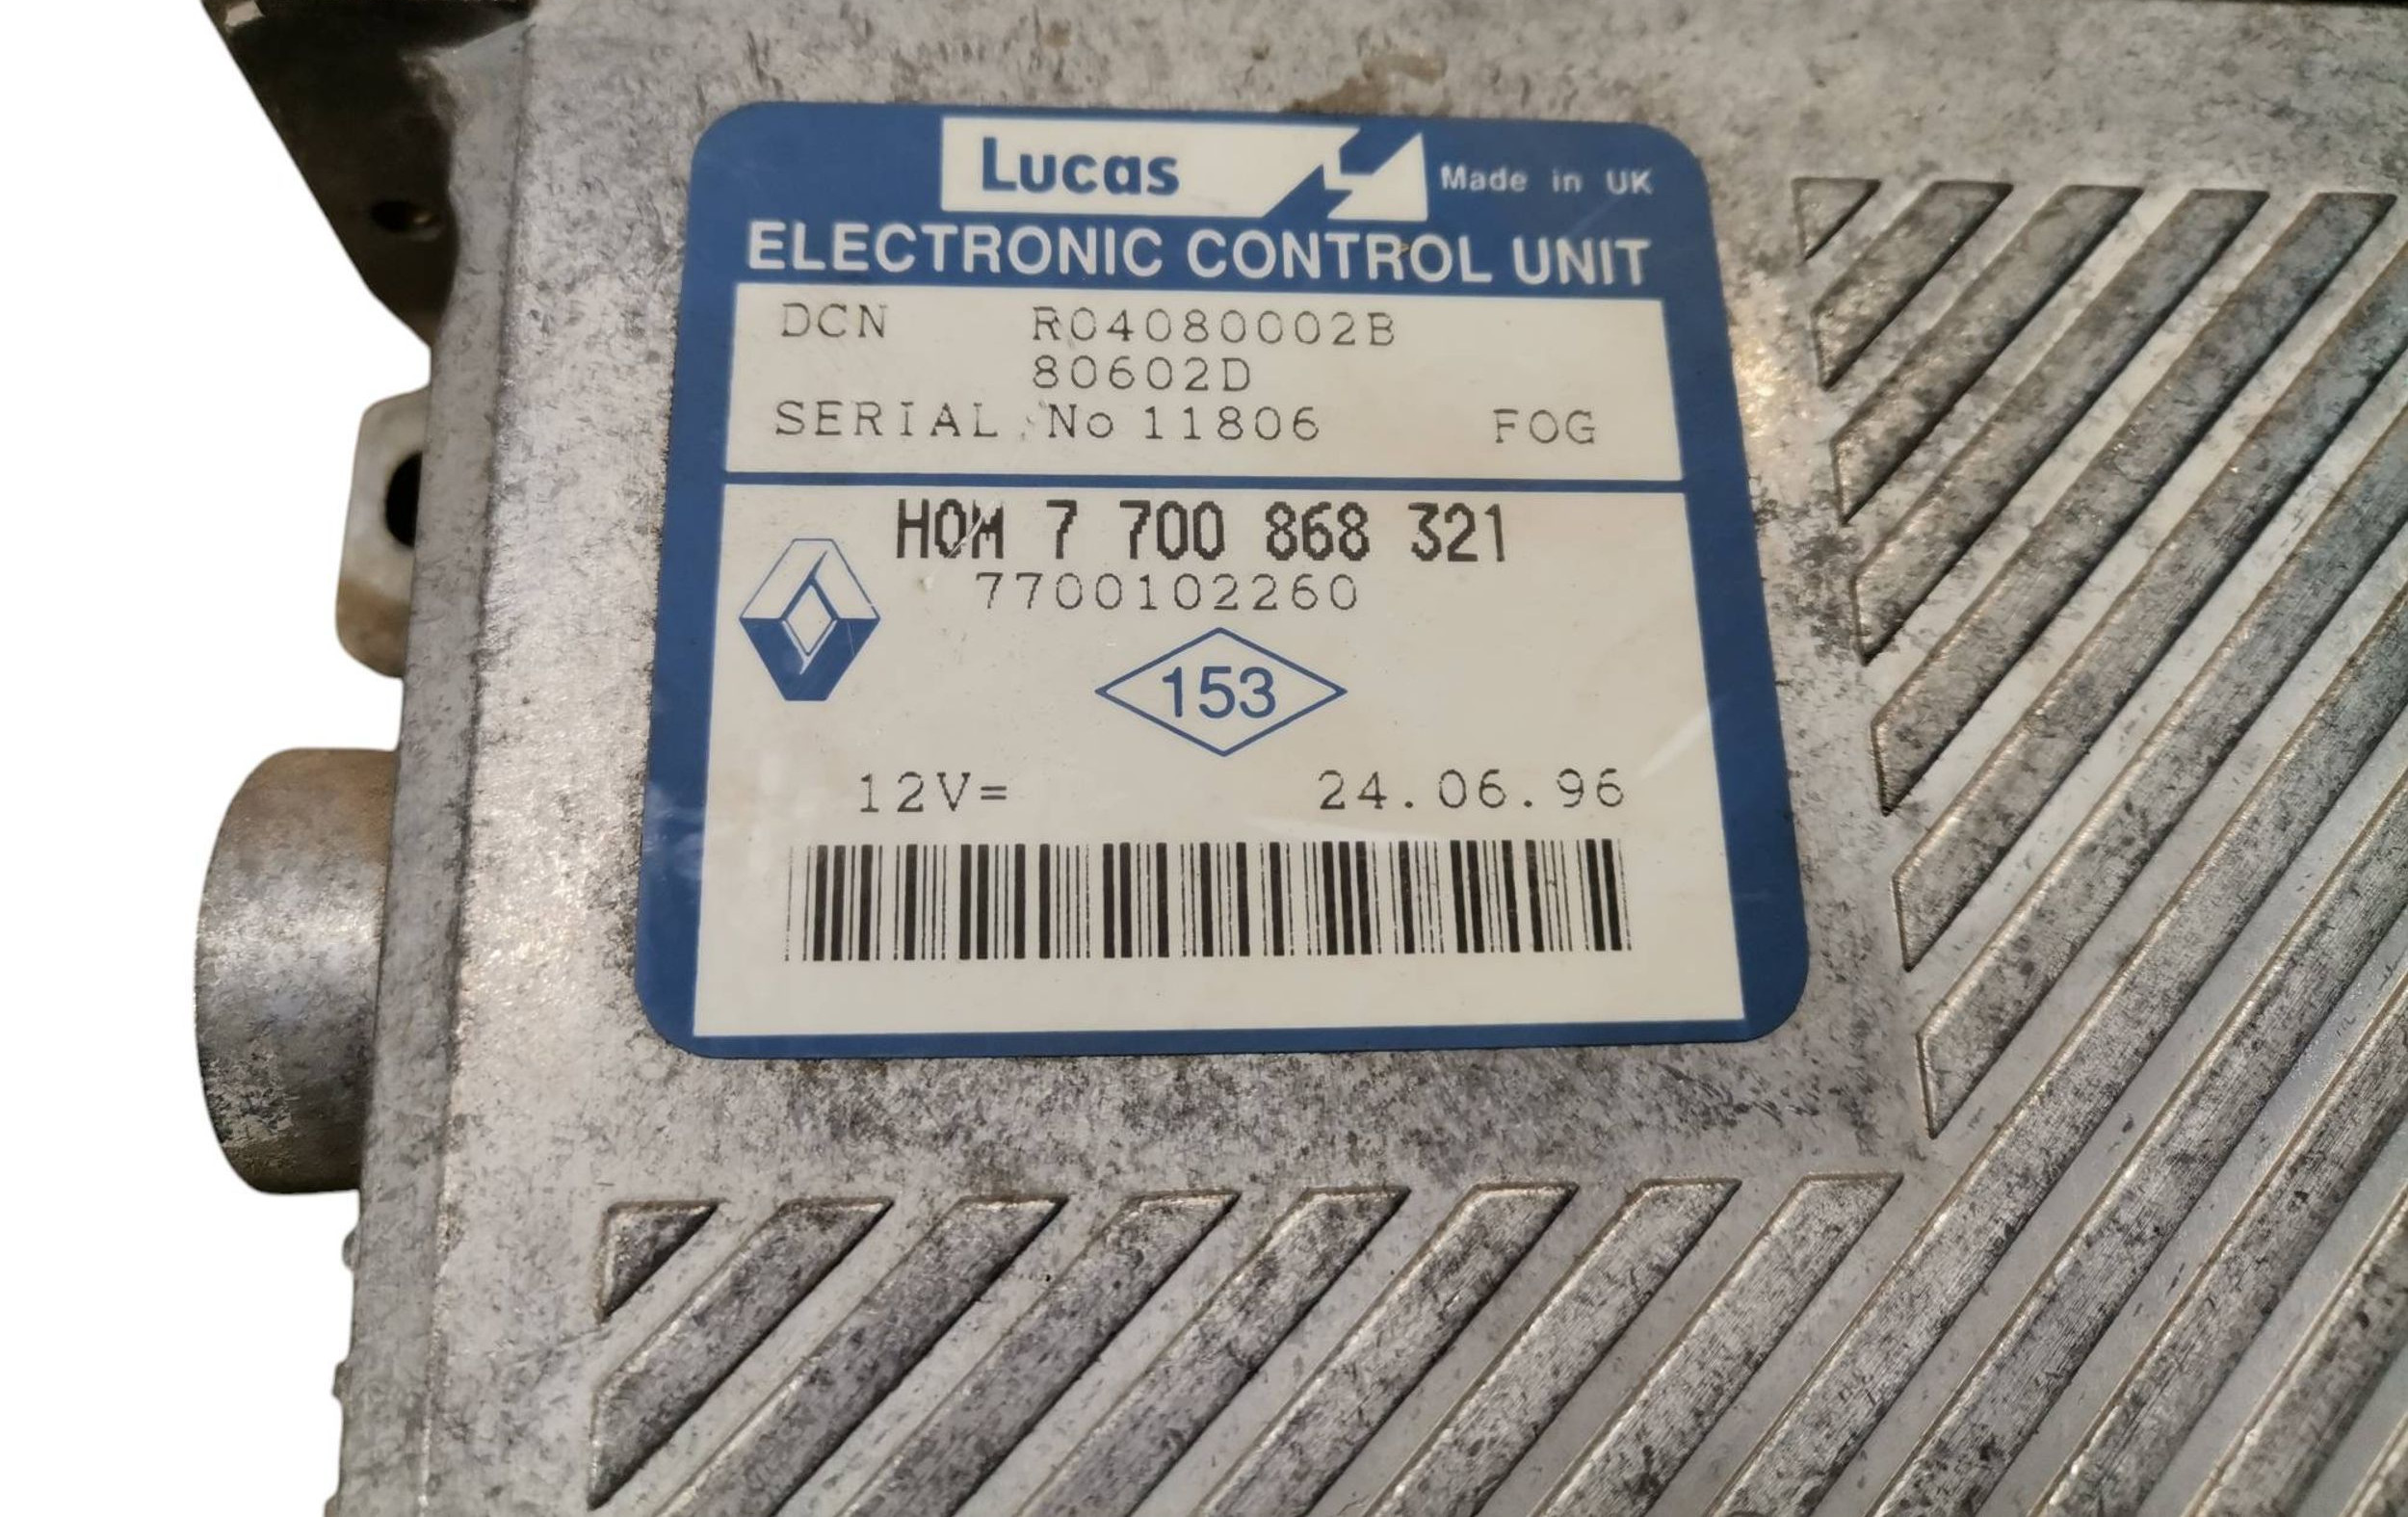 Lucas Made in UK
ELECTRONIC CONTROL UNIT
DCN R04080002B
80602D
SERIAL No 11806 FOG
HOM 7 700 868 321
7700102260
153
12V= 24.06.96